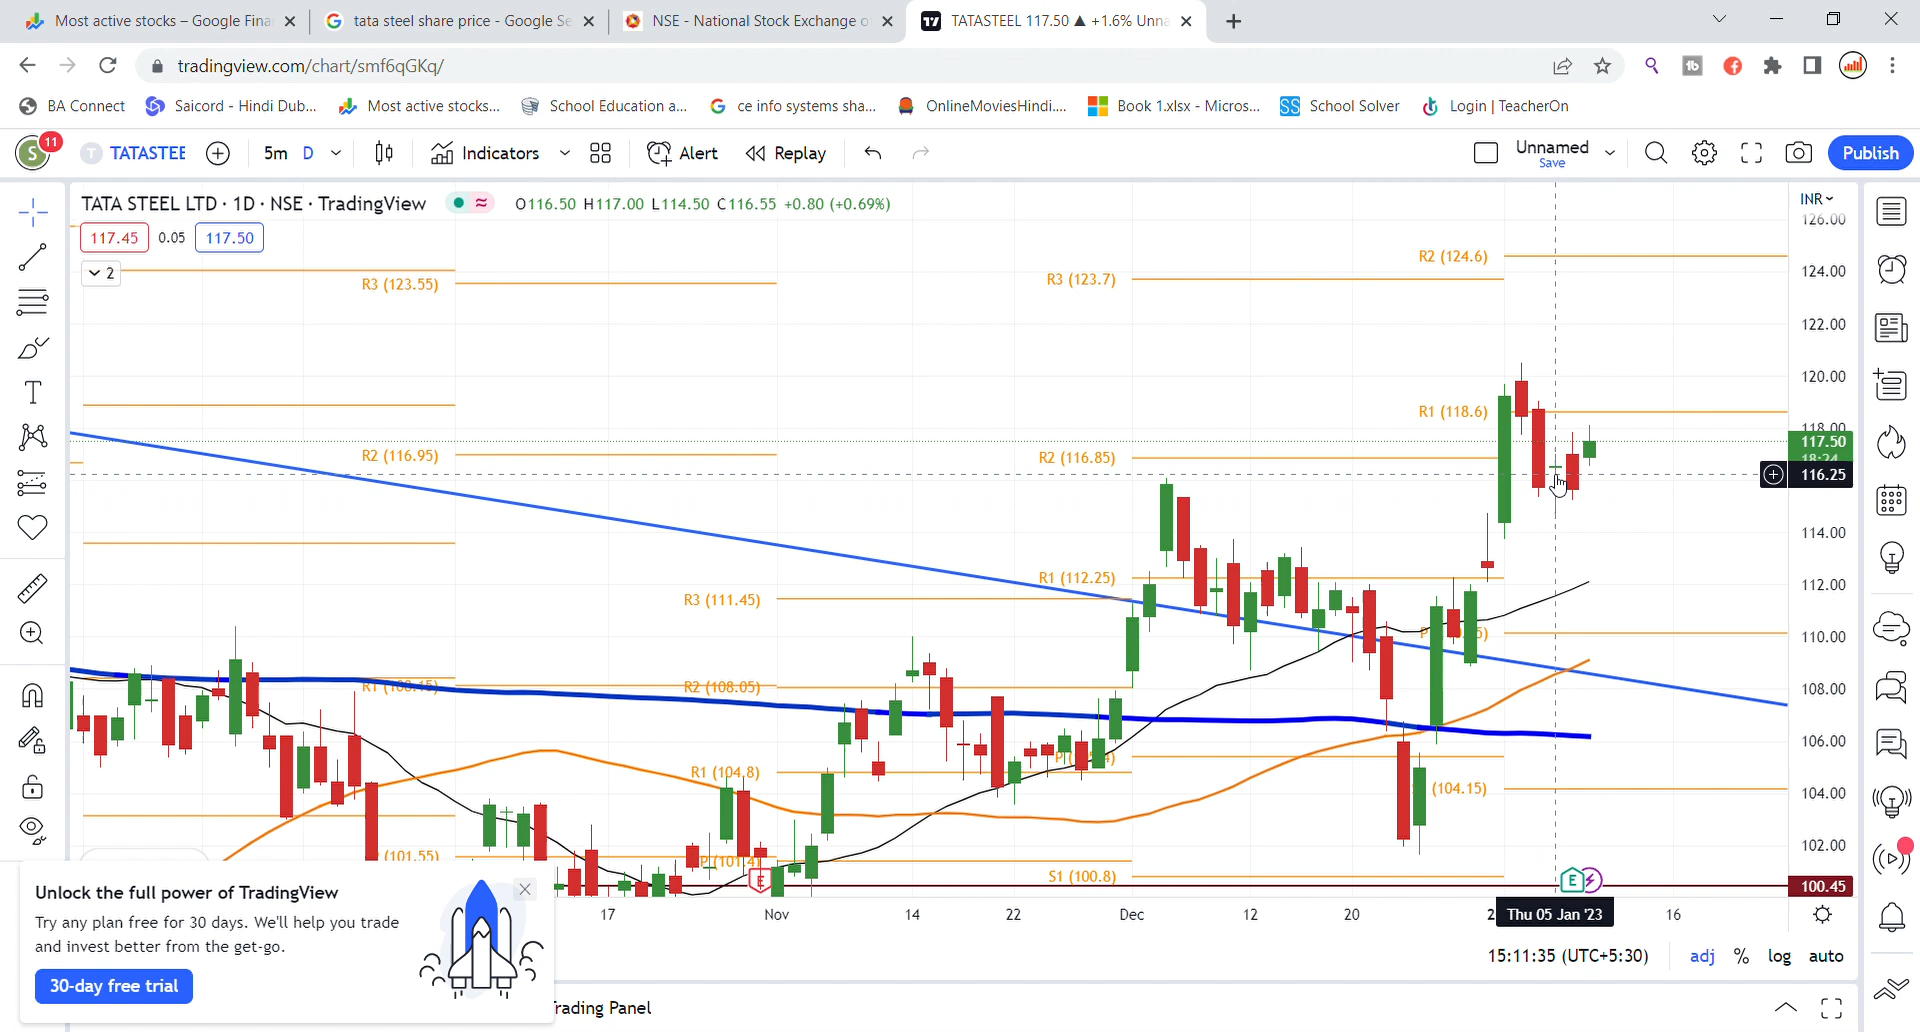 Most active stocks – Google Finan
tata steel share price - Google Se
NSE - National Stock Exchange o
TATASTEEL 117.50 ▲ +1.6% Unna
tradingview.com/chart/smf6qGKq/
BA Connect
Saicord - Hindi Dub...
Most active stocks...
School Education a...
ce info systems sha...
OnlineMoviesHindi....
Book 1.xlsx - Micros...
SS School Solver
Login | TeacherOn
S 11
T TATASTEE
5m D
Indicators
Alert
Replay
Unnamed
Save
Publish
TATA STEEL LTD · 1D · NSE · TradingView
O116.50 H117.00 L114.50 C116.55 +0.80 (+0.69%)
INR
117.45 0.05 117.50
2
126.00
124.00
122.00
120.00
118.00
117.50
18:24
116.25
114.00
112.00
110.00
108.00
106.00
104.00
102.00
100.45
R2 (124.6)
R3 (123.7)
R3 (123.55)
R1 (118.6)
R2 (116.95)
R2 (116.85)
R1 (112.25)
R3 (111.45)
R2 (108.05)
R1 (108.15)
R1 (104.8)
(104.15)
(101.55)
S1 (100.8)
E
E
17
Nov
14
22
Dec
12
20
Thu 05 Jan '23
16
Unlock the full power of TradingView
Try any plan free for 30 days. We'll help you trade
and invest better from the get-go.
30-day free trial
15:11:35 (UTC+5:30)
adj % log auto
rading Panel